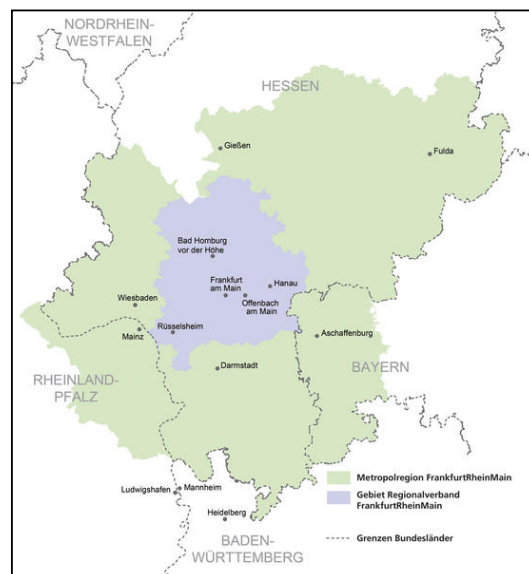 NORDRHEIN-
WESTFALEN
HESSEN
Gießen
Fulda
Bad Homburg
vor der Höhe
Frankfurt
am Main
Hanau
Offenbach
am Main
Wiesbaden
Mainz
Rüsselsheim
Aschaffenburg
Darmstadt
RHEINLAND-
PFALZ
BAYERN
Mannheim
Ludwigshafen
Heidelberg
BADEN-
WÜRTTEMBERG
Metropolregion FrankfurtRheinMain
Gebiet Regionalverband
FrankfurtRheinMain
Grenzen Bundesländer